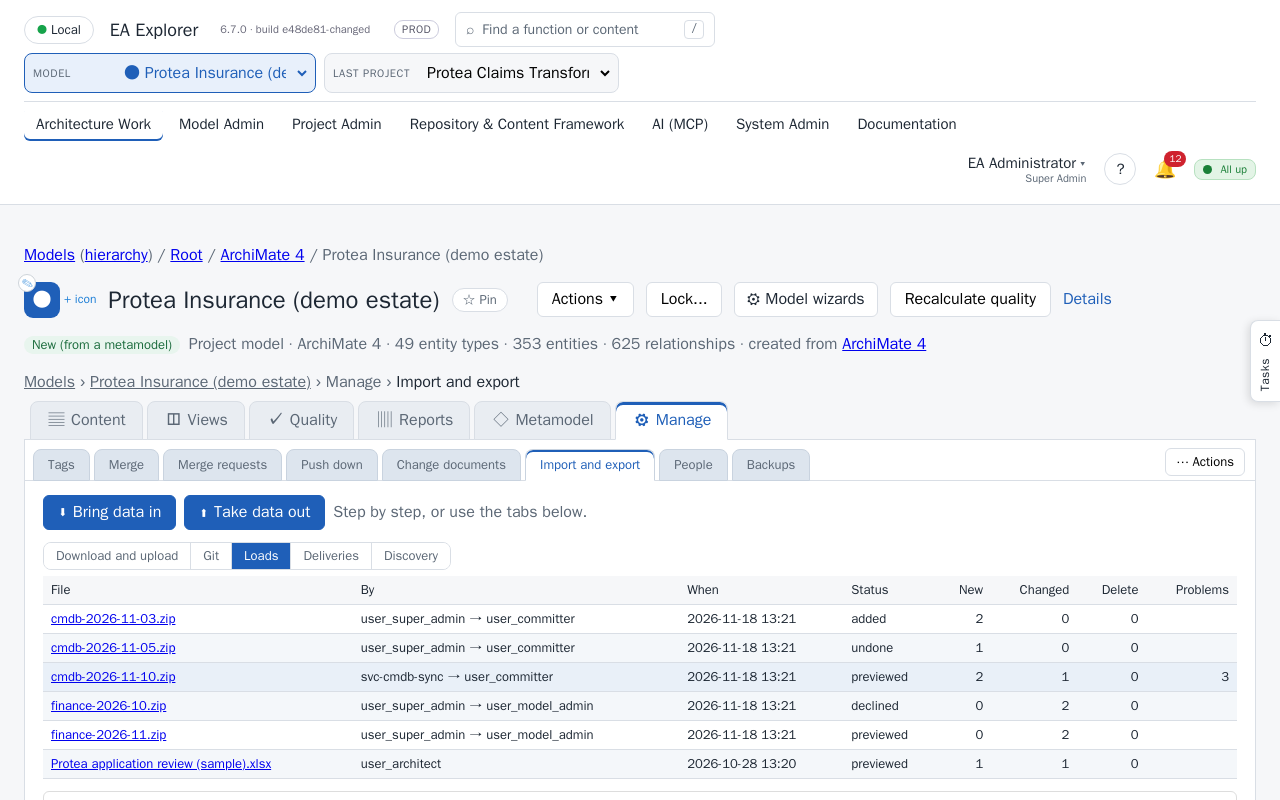 Local
EA Explorer
6.7.0 · build e48de81-changed
PROD
Find a function or content
/
MODEL
Protea Insurance (de
LAST PROJECT
Protea Claims Transfor
Architecture Work
Model Admin
Project Admin
Repository & Content Framework
AI (MCP)
System Admin
Documentation
EA Administrator
Super Admin
?
12
All up
Models (hierarchy) / Root / ArchiMate 4 / Protea Insurance (demo estate)
+ icon
Protea Insurance (demo estate)
☆ Pin
Actions ▾
Lock...
⚙ Model wizards
Recalculate quality
Details
New (from a metamodel)
Project model · ArchiMate 4 · 49 entity types · 353 entities · 625 relationships · created from ArchiMate 4
Tasks
Models › Protea Insurance (demo estate) › Manage › Import and export
Content
Views
Quality
Reports
Metamodel
Manage
Tags
Merge
Merge requests
Push down
Change documents
Import and export
People
Backups
··· Actions
⬇ Bring data in
⬆ Take data out
Step by step, or use the tabs below.
Download and upload
Git
Loads
Deliveries
Discovery
File By When Status New Changed Delete Problems
cmdb-2026-11-03.zip user_super_admin → user_committer 2026-11-18 13:21 added 2 0 0
cmdb-2026-11-05.zip user_super_admin → user_committer 2026-11-18 13:21 undone 1 0 0
cmdb-2026-11-10.zip svc-cmdb-sync → user_committer 2026-11-18 13:21 previewed 2 1 0 3
finance-2026-10.zip user_super_admin → user_model_admin 2026-11-18 13:21 declined 0 2 0
finance-2026-11.zip user_super_admin → user_model_admin 2026-11-18 13:21 previewed 0 2 0
Protea application review (sample).xlsx user_architect 2026-10-28 13:20 previewed 1 1 0